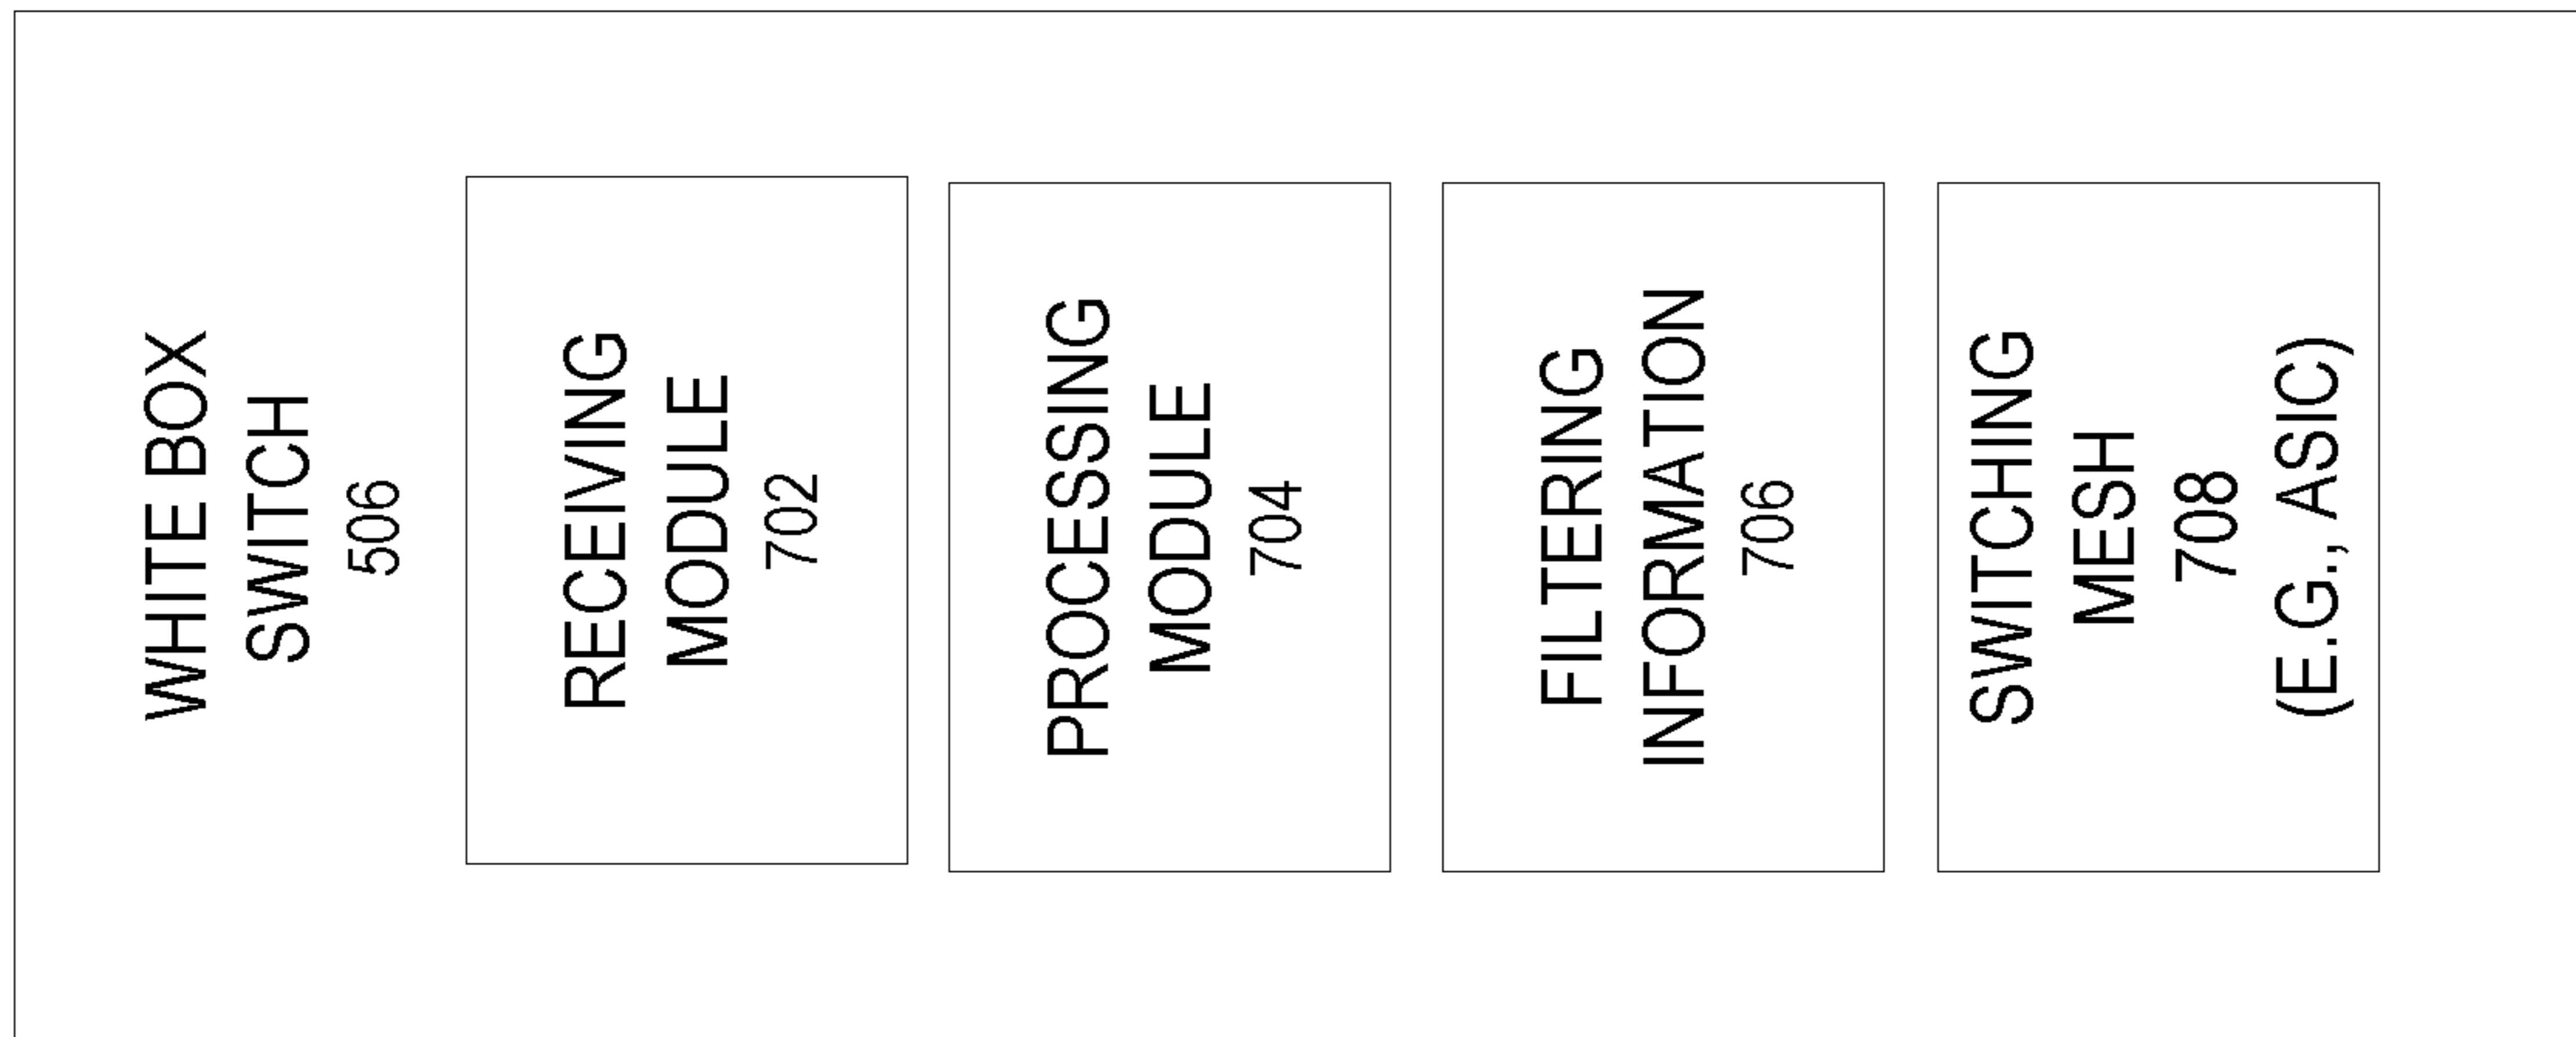 WHITE BOX
SWITCH
506
RECEIVING
MODULE
702
PROCESSING
MODULE
704
FILTERING
INFORMATION
706
SWITCHING
MESH
708
(E.G., ASIC)